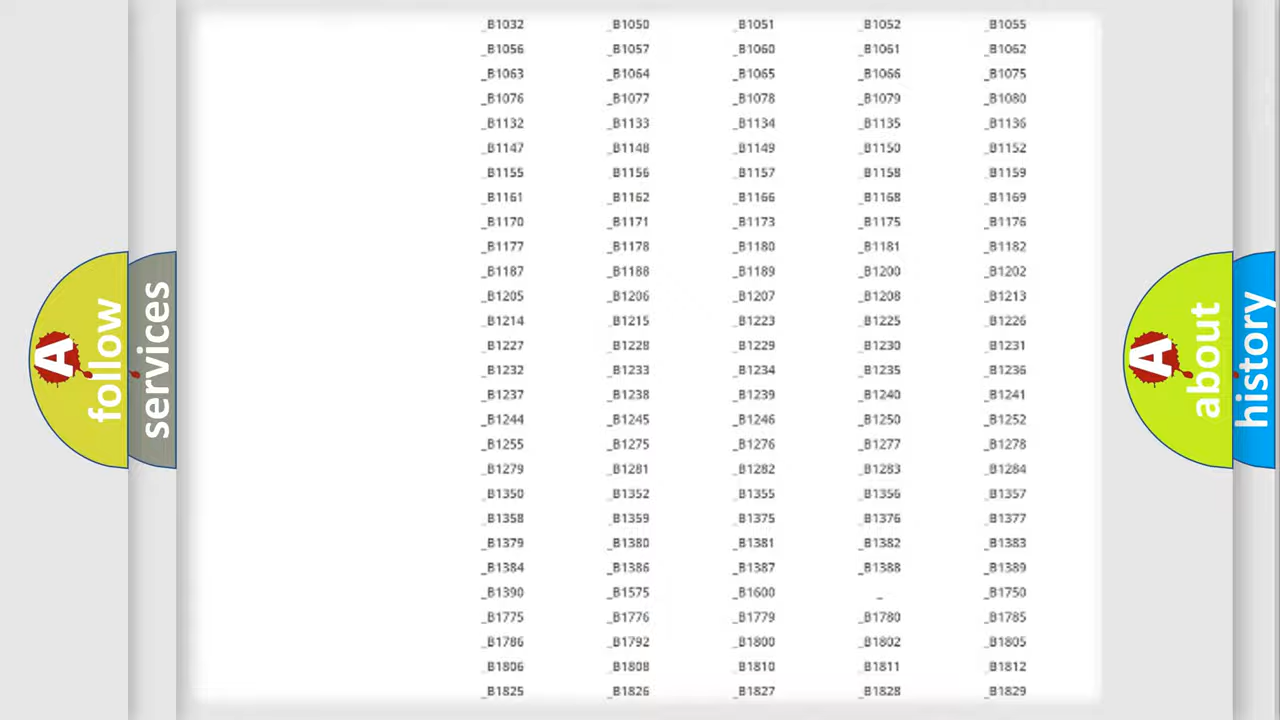 _B1032 _B1050 _B1051 _B1052 _B1055
_B1056 _B1057 _B1060 _B1061 _B1062
_B1063 _B1064 _B1065 _B1066 _B1075
_B1076 _B1077 _B1078 _B1079 _B1080
_B1132 _B1133 _B1134 _B1135 _B1136
_B1147 _B1148 _B1149 _B1150 _B1152
_B1155 _B1156 _B1157 _B1158 _B1159
_B1161 _B1162 _B1166 _B1168 _B1169
_B1170 _B1171 _B1173 _B1175 _B1176
_B1177 _B1178 _B1180 _B1181 _B1182
_B1187 _B1188 _B1189 _B1200 _B1202
_B1205 _B1206 _B1207 _B1208 _B1213
_B1214 _B1215 _B1223 _B1225 _B1226
_B1227 _B1228 _B1229 _B1230 _B1231
_B1232 _B1233 _B1234 _B1235 _B1236
_B1237 _B1238 _B1239 _B1240 _B1241
_B1244 _B1245 _B1246 _B1250 _B1252
_B1255 _B1275 _B1276 _B1277 _B1278
_B1279 _B1281 _B1282 _B1283 _B1284
_B1350 _B1352 _B1355 _B1356 _B1357
_B1358 _B1359 _B1375 _B1376 _B1377
_B1379 _B1380 _B1381 _B1382 _B1383
_B1384 _B1386 _B1387 _B1388 _B1389
_B1390 _B1575 _B1600 _ _B1750
_B1775 _B1776 _B1779 _B1780 _B1785
_B1786 _B1792 _B1800 _B1802 _B1805
_B1806 _B1808 _B1810 _B1811 _B1812
_B1825 _B1826 _B1827 _B1828 _B1829
A
follow
services
A
about
history